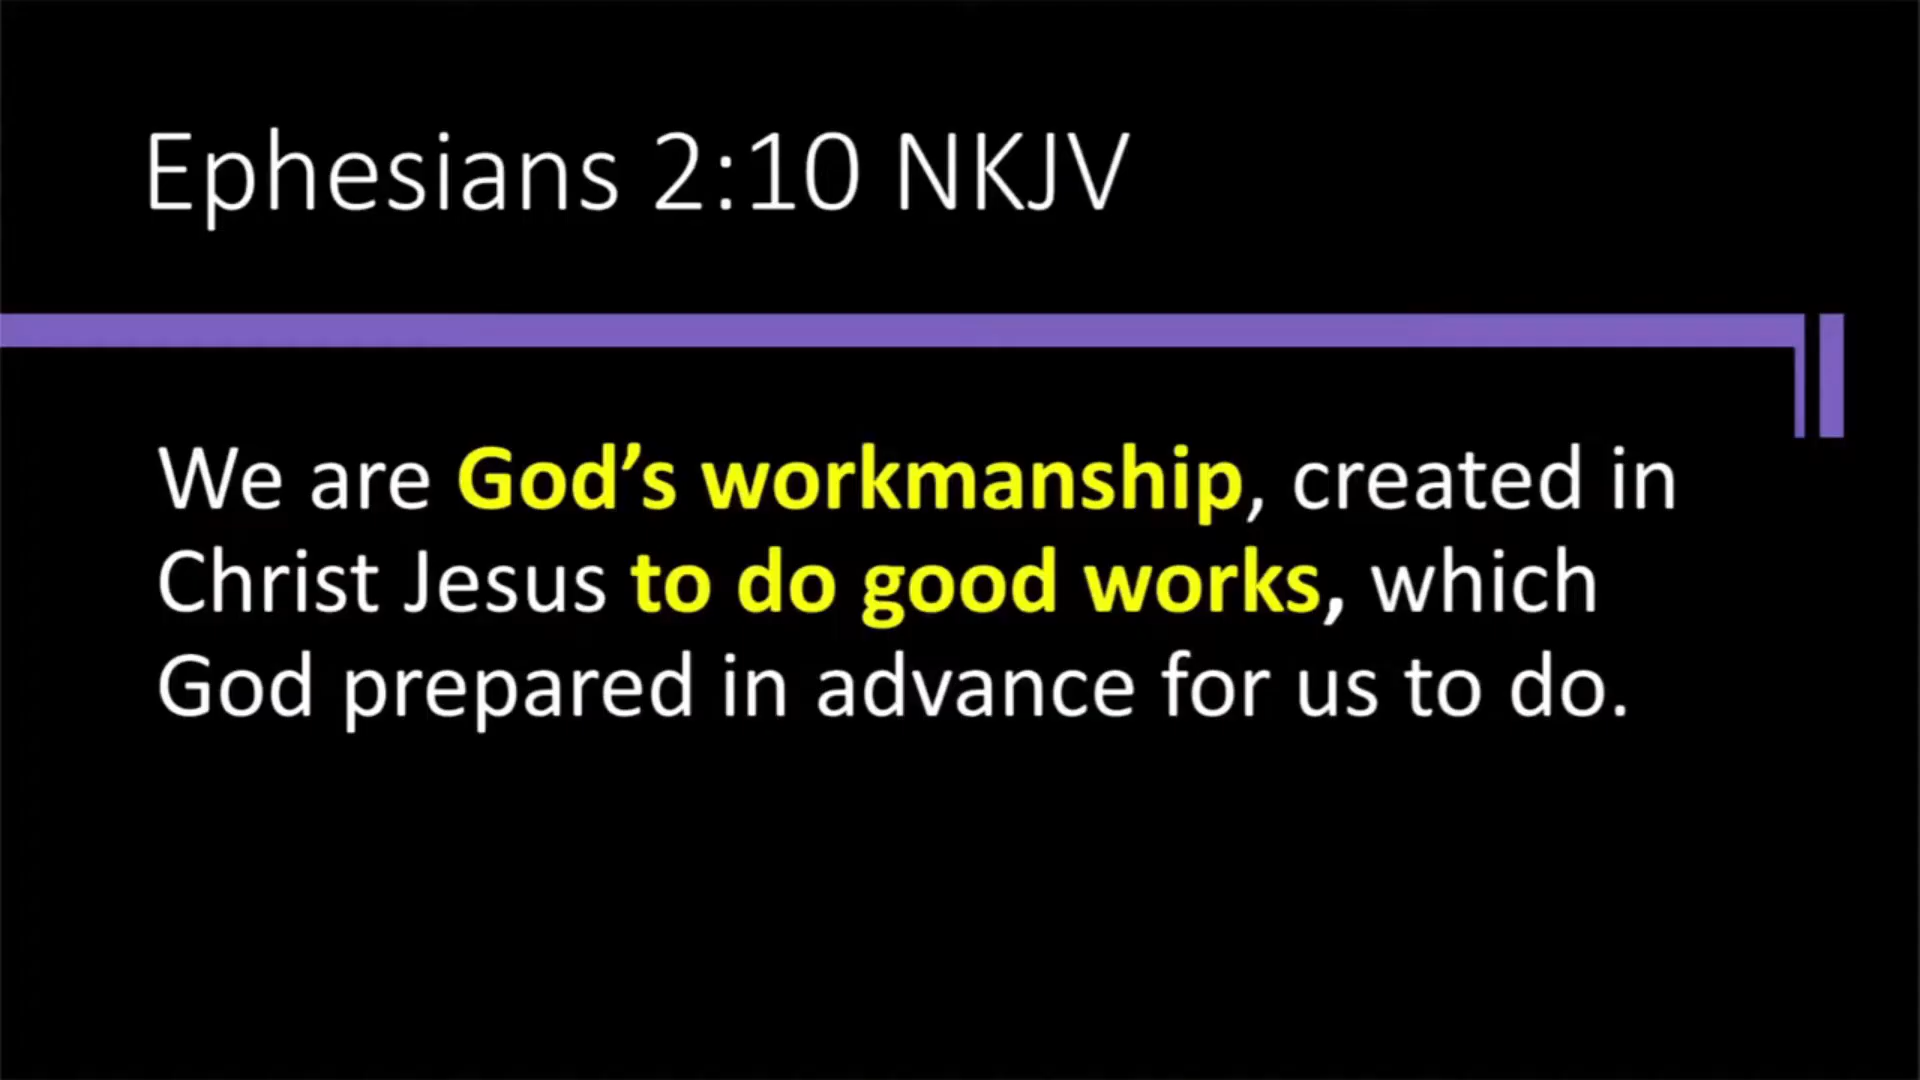 Ephesians 2:10 NKJV
We are God’s workmanship, created in
Christ Jesus to do good works, which
God prepared in advance for us to do.